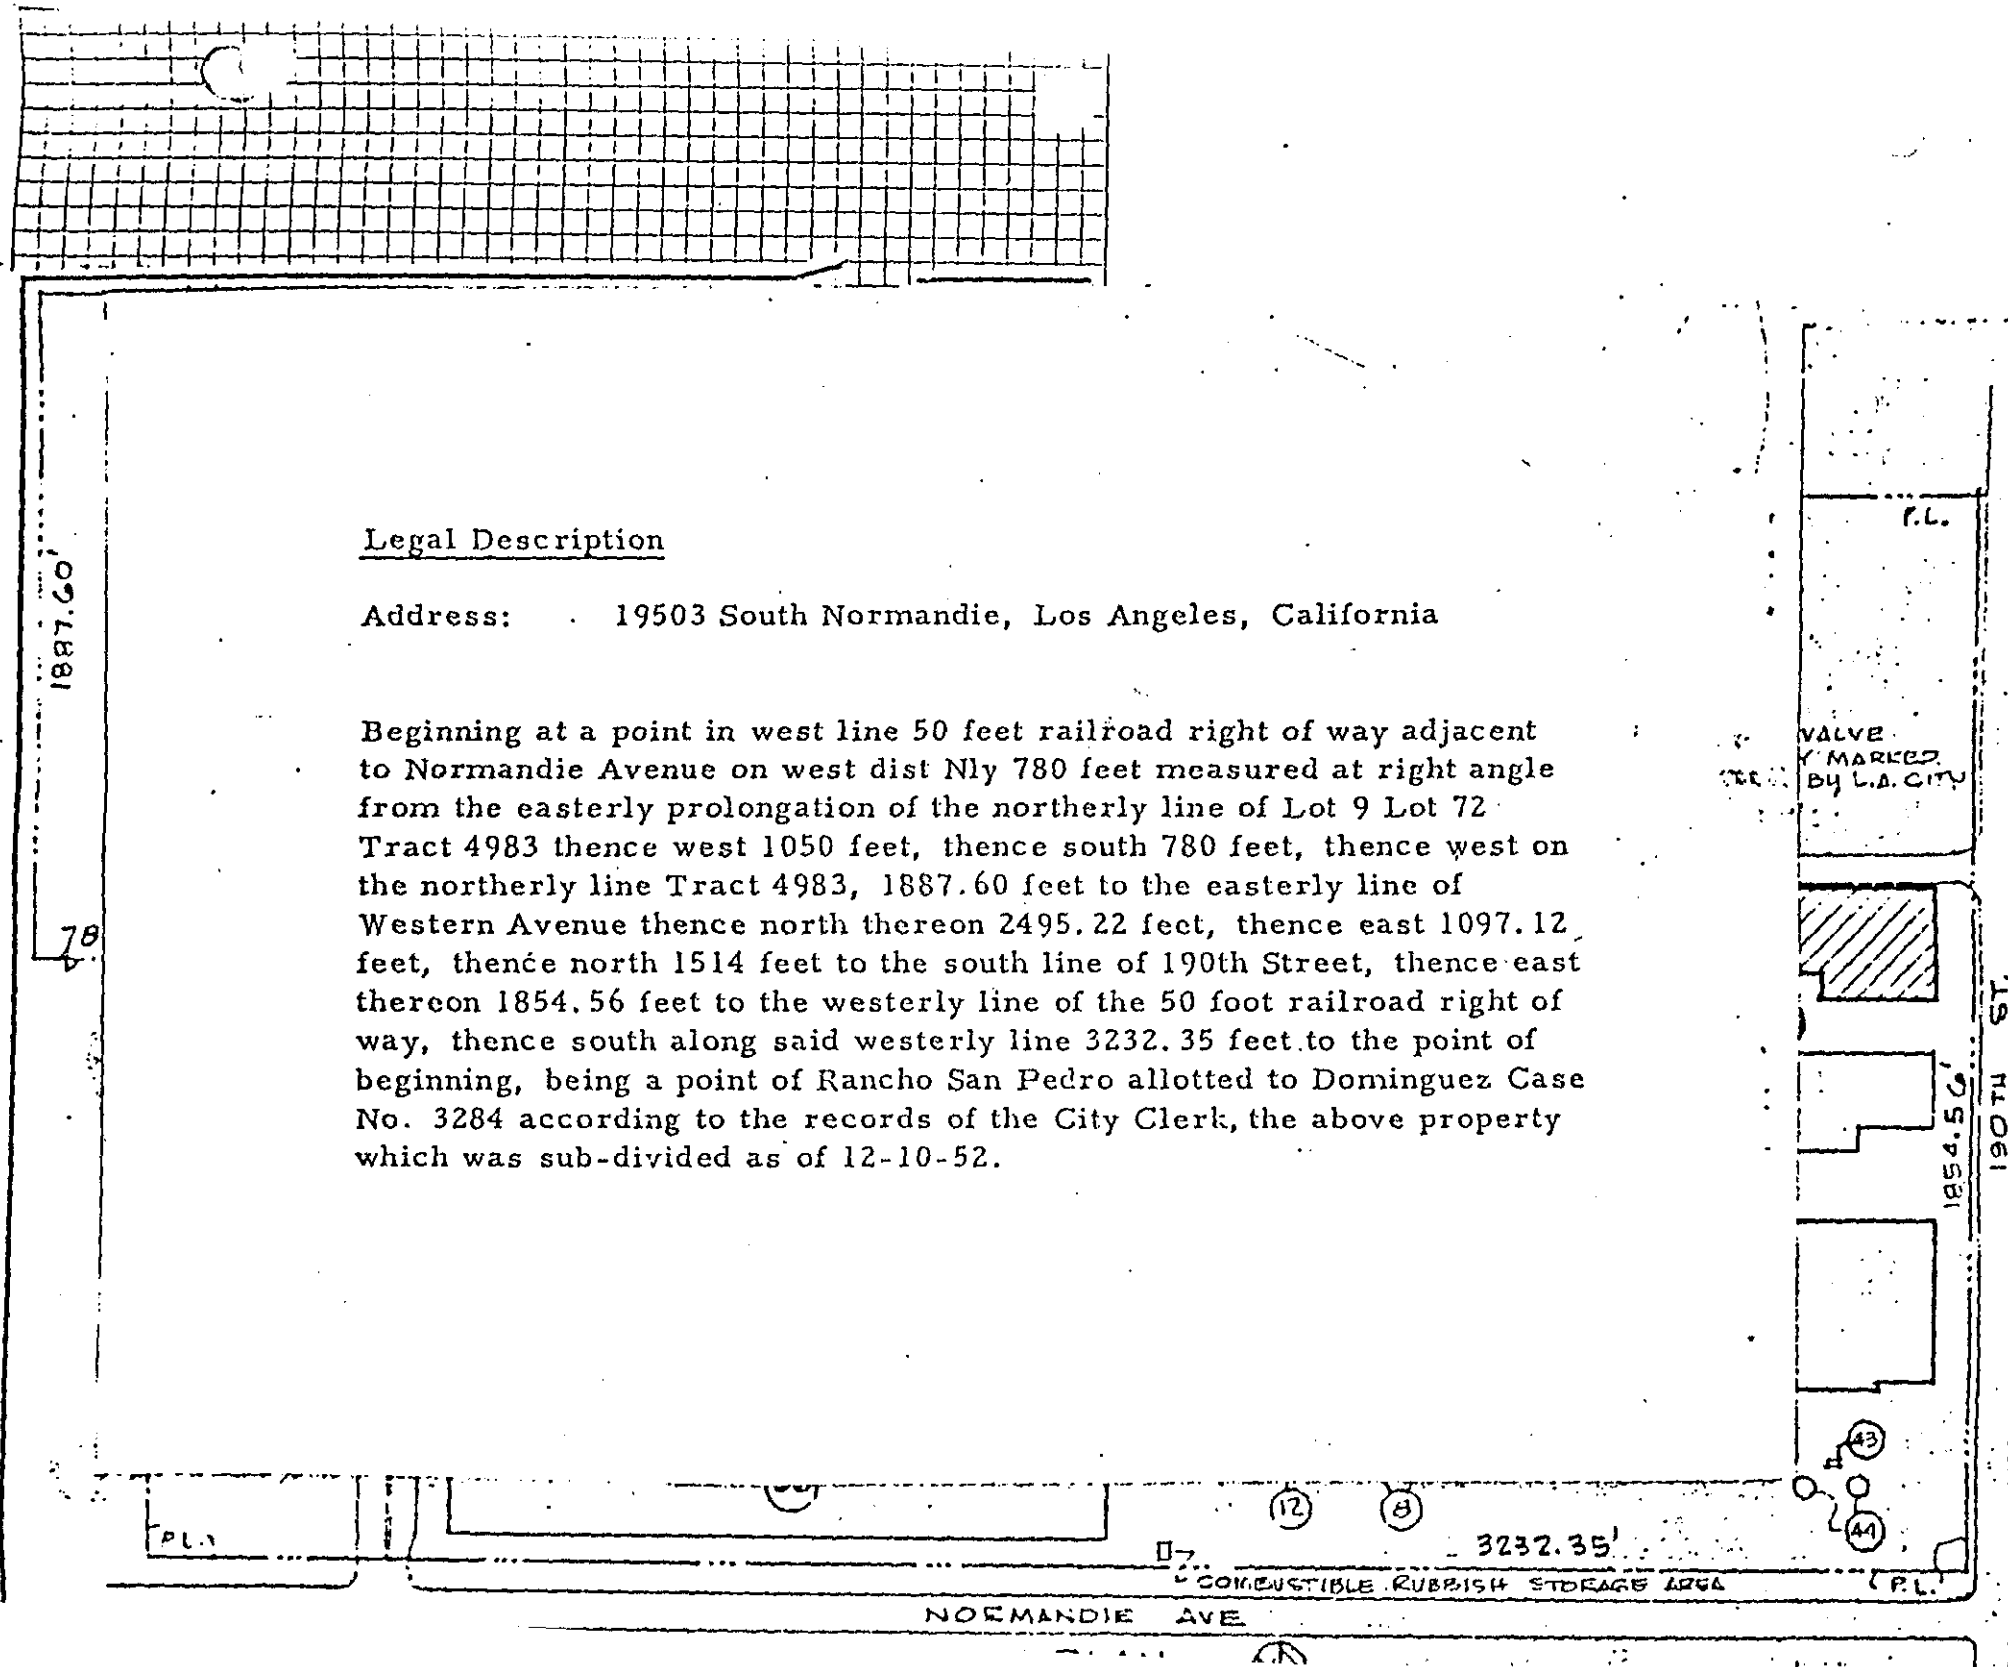 Legal Description
Address: 19503 South Normandie, Los Angeles, California
Beginning at a point in west line 50 feet railroad right of way adjacent
to Normandie Avenue on west dist Nly 780 feet measured at right angle
from the easterly prolongation of the northerly line of Lot 9 Lot 72
Tract 4983 thence west 1050 feet, thence south 780 feet, thence west on
the northerly line Tract 4983, 1887.60 feet to the easterly line of
Western Avenue thence north thereon 2495.22 feet, thence east 1097.12
feet, thence north 1514 feet to the south line of 190th Street, thence east
thereon 1854.56 feet to the westerly line of the 50 foot railroad right of
way, thence south along said westerly line 3232.35 feet to the point of
beginning, being a point of Rancho San Pedro allotted to Dominguez Case
No. 3284 according to the records of the City Clerk, the above property
which was sub-divided as of 12-10-52.
1887.60'
78
P.L.
VALVE
Y MARKED
BY L.A. CITY
190TH ST.
1854.56'
43
44
12
8
3232.35'
P.L.
COMBUSTIBLE RUBBISH STORAGE AREA
P.L.
NORMANDIE AVE